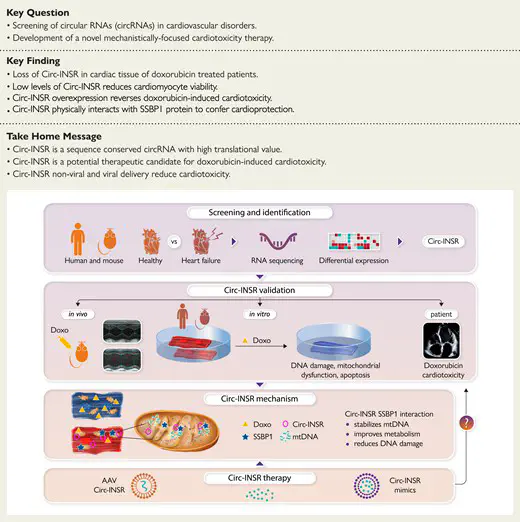 Key Question
• Screening of circular RNAs (circRNAs) in cardiovascular disorders.
• Development of a novel mechanistically-focused cardiotoxicity therapy.
Key Finding
• Loss of Circ-INSR in cardiac tissue of doxorubicin treated patients.
• Low levels of Circ-INSR reduces cardiomyocyte viability.
• Circ-INSR overexpression reverses doxorubicin-induced cardiotoxicity.
• Circ-INSR physically interacts with SSBP1 protein to confer cardioprotection.
Take Home Message
• Circ-INSR is a sequence conserved circRNA with high translational value.
• Circ-INSR is a potential therapeutic candidate for doxorubicin-induced cardiotoxicity.
• Circ-INSR non-viral and viral delivery reduce cardiotoxicity.
Screening and identification
vs
Circ-INSR
Human and mouse Healthy Heart failure RNA sequencing Differential expression
Circ-INSR validation
in vivo in vitro patient
Doxo
Doxo
DNA damage, mitochondrial
dysfunction, apoptosis
Doxorubicin
cardiotoxicity
Circ-INSR mechanism
Doxo Circ-INSR
SSBP1 mtDNA
Circ-INSR SSBP1 interaction
• stabilizes mtDNA
• improves metabolism
• reduces DNA damage
?
Circ-INSR therapy
AAV
Circ-INSR
Circ-INSR
mimics